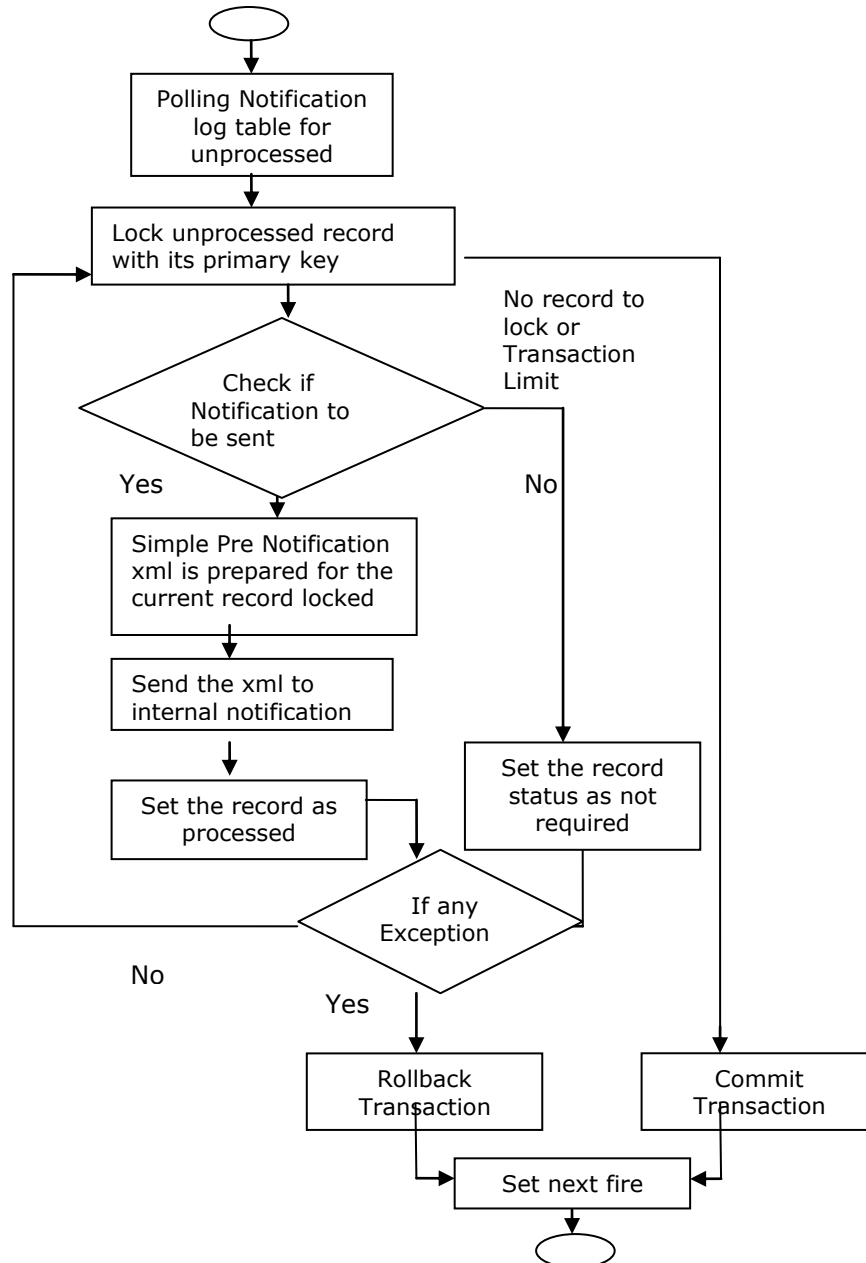 Polling Notification
log table for
unprocessed
Lock unprocessed record
with its primary key
No record to
lock or
Transaction
Limit
Check if
Notification to
be sent
Yes
No
Simple Pre Notification
xml is prepared for the
current record locked
Send the xml to
internal notification
Set the record as
processed
Set the record
status as not
required
If any
Exception
No
Yes
Rollback
Transaction
Commit
Transaction
Set next fire